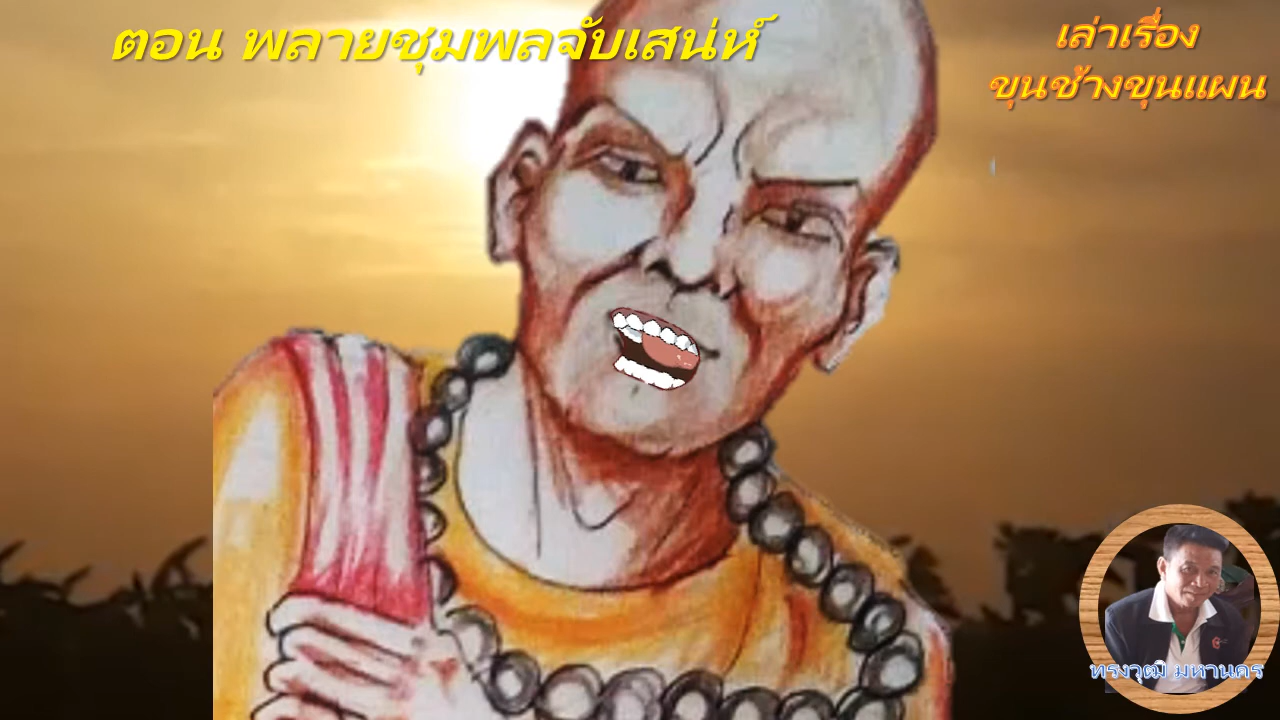 ตอน พลายชุมพลจับเสน่ห์
เล่าเรื่อง
ขุนช้างขุนแผน
ทรงวุฒิ มหานคร